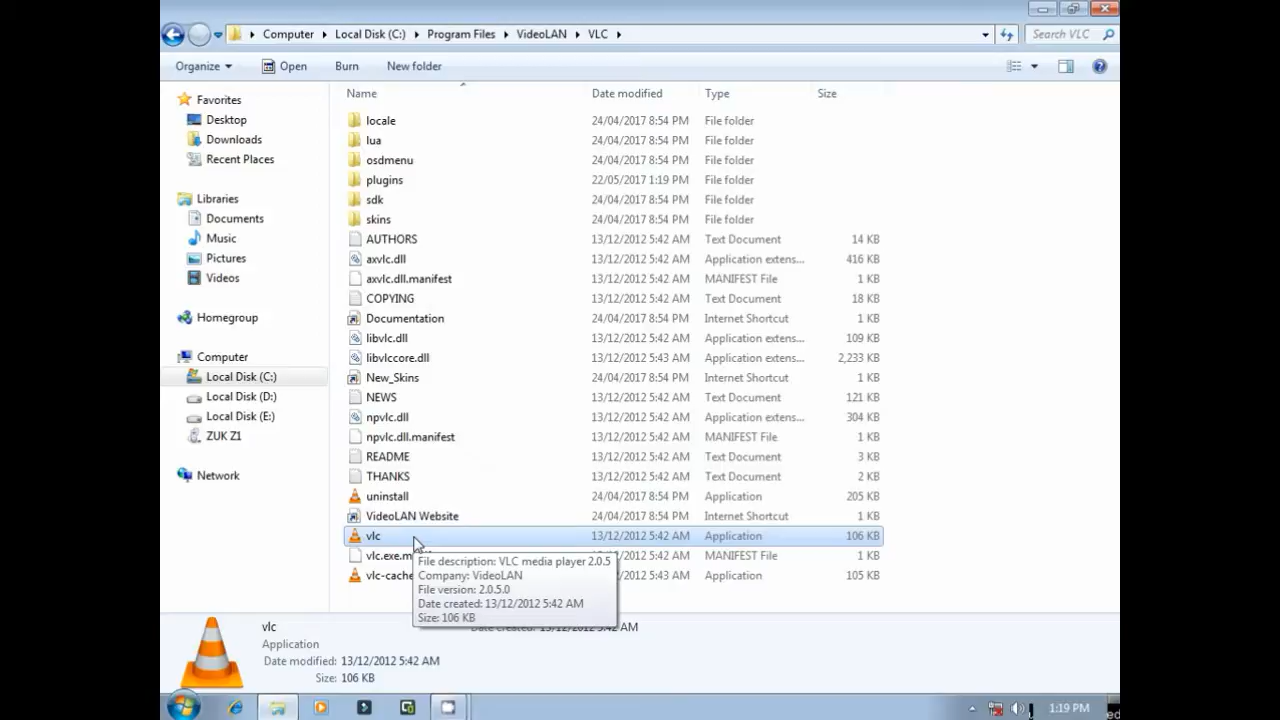 Computer Local Disk (C:) Program Files VideoLAN VLC Search VLC
Organize Open Burn New folder
Name Date modified Type Size
Favorites
Desktop
Downloads
Recent Places
Libraries
Documents
Music
Pictures
Videos
Homegroup
Computer
Local Disk (C:)
Local Disk (D:)
Local Disk (E:)
ZUK Z1
Network
locale 24/04/2017 8:54 PM File folder
lua 24/04/2017 8:54 PM File folder
osdmenu 24/04/2017 8:54 PM File folder
plugins 22/05/2017 1:19 PM File folder
sdk 24/04/2017 8:54 PM File folder
skins 24/04/2017 8:54 PM File folder
AUTHORS 13/12/2012 5:42 AM Text Document 14 KB
axvlc.dll 13/12/2012 5:42 AM Application extens... 416 KB
axvlc.dll.manifest 13/12/2012 5:42 AM MANIFEST File 1 KB
COPYING 13/12/2012 5:42 AM Text Document 18 KB
Documentation 24/04/2017 8:54 PM Internet Shortcut 1 KB
libvlc.dll 13/12/2012 5:42 AM Application extens... 109 KB
libvlccore.dll 13/12/2012 5:43 AM Application extens... 2,233 KB
New_Skins 24/04/2017 8:54 PM Internet Shortcut 1 KB
NEWS 13/12/2012 5:42 AM Text Document 121 KB
npvlc.dll 13/12/2012 5:42 AM Application extens... 304 KB
npvlc.dll.manifest 13/12/2012 5:42 AM MANIFEST File 1 KB
README 13/12/2012 5:42 AM Text Document 3 KB
THANKS 13/12/2012 5:42 AM Text Document 2 KB
uninstall 24/04/2017 8:54 PM Application 205 KB
VideoLAN Website 24/04/2017 8:54 PM Internet Shortcut 1 KB
vlc 13/12/2012 5:42 AM Application 106 KB
vlc.exe.m 5:42 AM MANIFEST File 1 KB
vlc-cache /2012 5:43 AM Application 105 KB
File description: VLC media player 2.0.5
Company: VideoLAN
File version: 2.0.5.0
Date created: 13/12/2012 5:42 AM
Size: 106 KB
vlc Date created: 13/12/2012 5:42 AM
Application
Date modified: 13/12/2012 5:42 AM
Size: 106 KB
1:19 PM